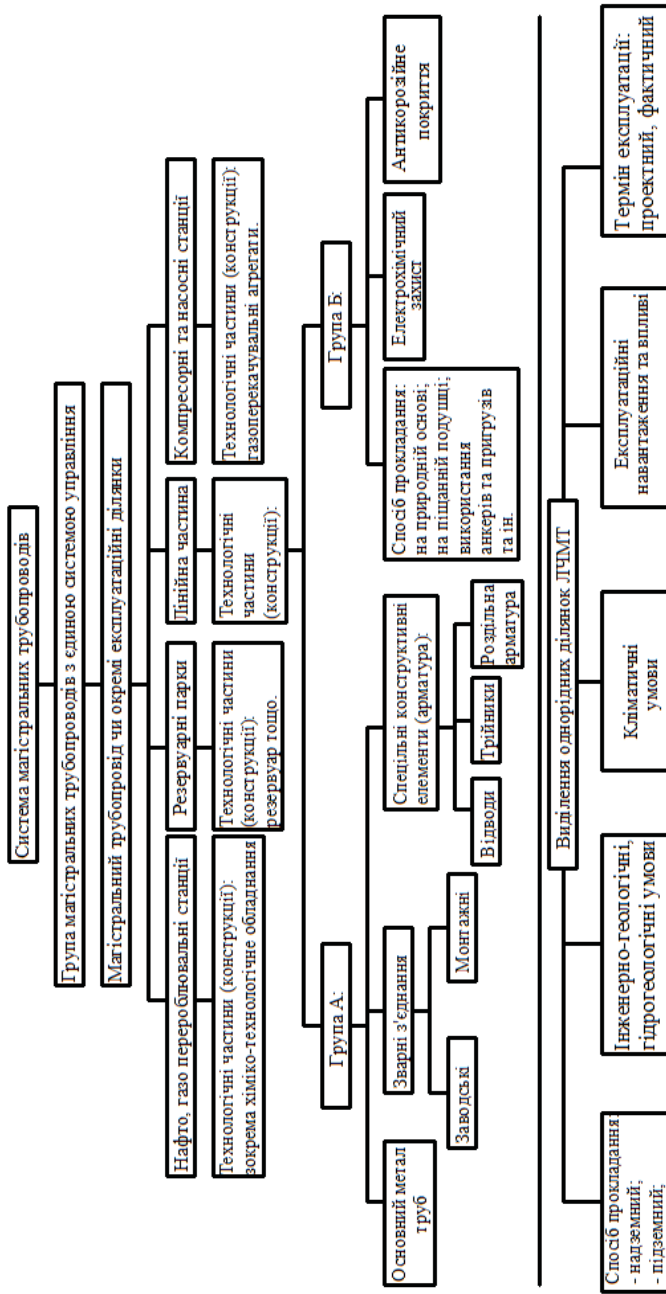 Система магістральних трубопроводів
Група магістральних трубопроводів з єдиною системою управління
Магістральний трубопровід чи окремі експлуатаційні ділянки
Нафто, газо перероблювальні станції
Резервуарні парки
Лінійна частина
Компресорні та насосні станції
Технологічні частини (конструкції):
зокрема хіміко-технологічне обладнання
Технологічні частини
(конструкції):
резервуар тощо.
Технологічні
частини
(конструкції):
Технологічні частини (конструкції):
газоперекачувальні агрегати.
Група А:
Група Б:
Основний метал
труб
Зварні з'єднання
Спеціальні конструктивні
елементи (арматура):
Спосіб прокладання:
на природній основі;
на піщанній подушці;
використання
анкерів та пригрузів
та ін.
Електрохімічний
захист
Антикорозійне
покриття
Заводські
Монтажні
Відводи
Трійники
Роздільна
арматура
Виділення однорідних ділянок ЛЧМТ
Спосіб прокладання:
- надземний;
- підземний;
Інженерно-геологічні,
гідрогеологічні умови
Кліматичні
умови
Експлуатаційні
навантаження та впливі
Термін експлуатації:
проектний, фактичний